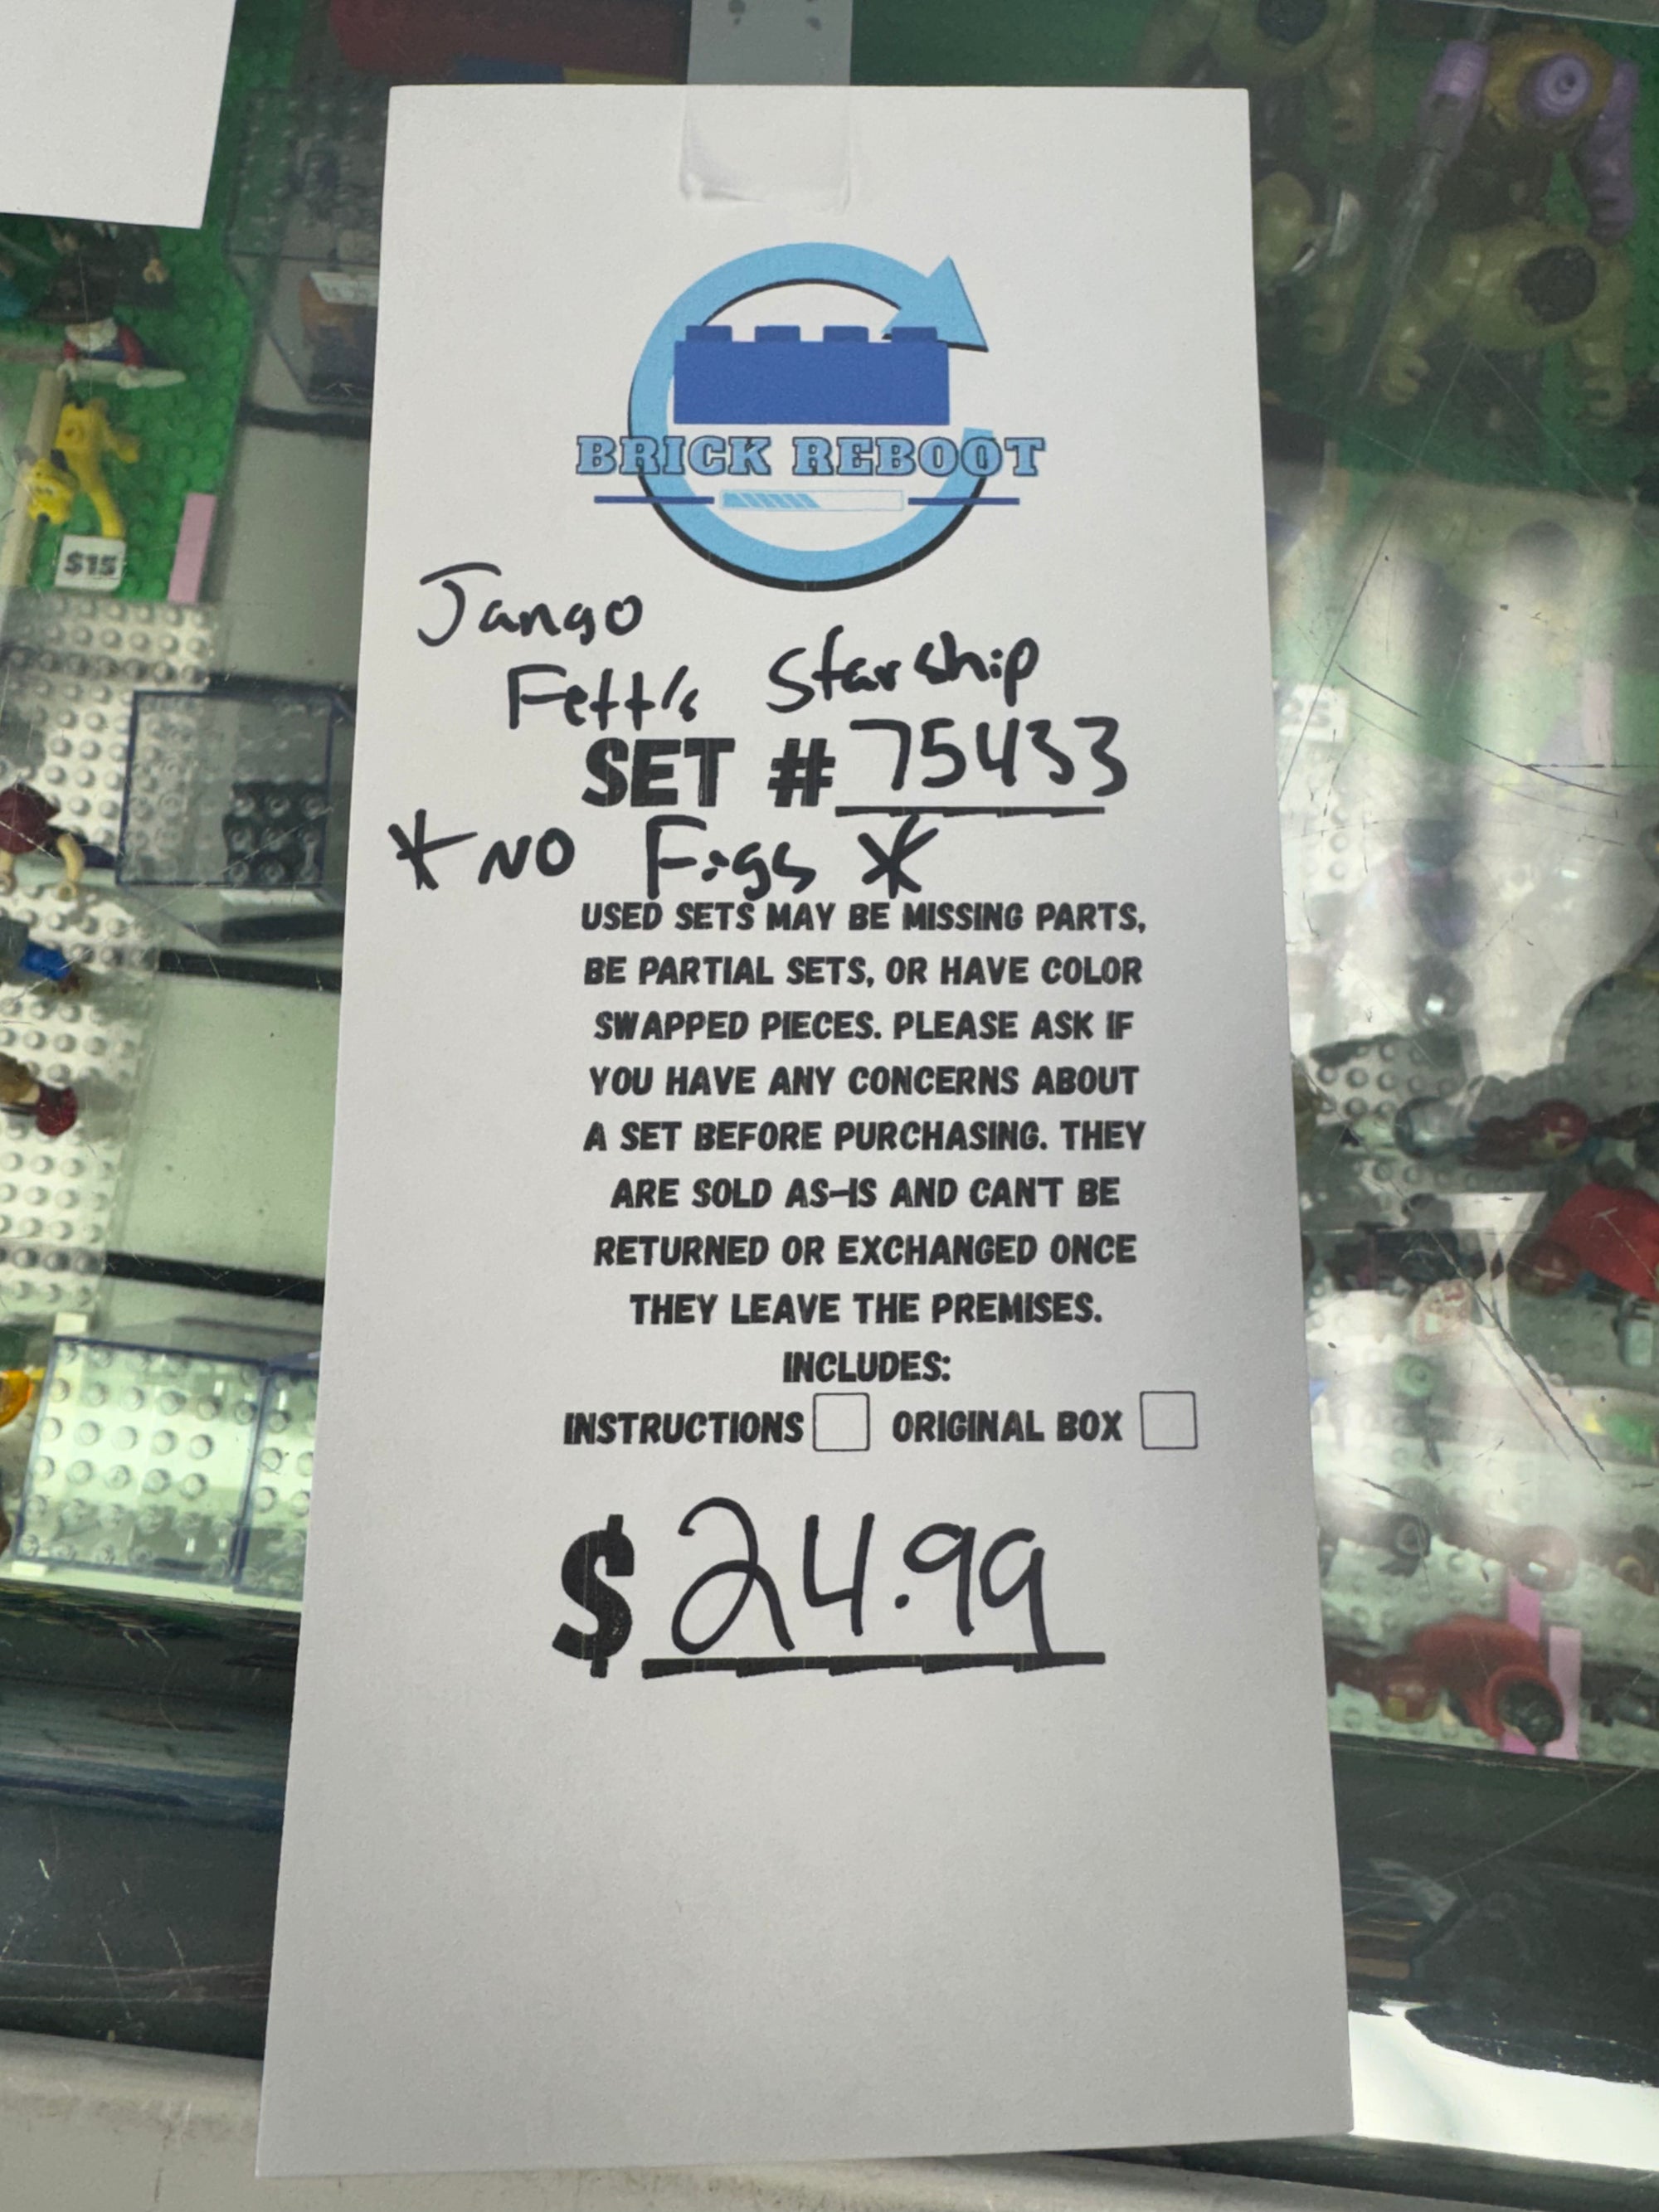 BRICK REBOOT
Jango
Fett's Starship
SET # 75433
*NO Figs *
USED SETS MAY BE MISSING PARTS,
BE PARTIAL SETS, OR HAVE COLOR
SWAPPED PIECES. PLEASE ASK IF
YOU HAVE ANY CONCERNS ABOUT
A SET BEFORE PURCHASING. THEY
ARE SOLD AS-IS AND CAN'T BE
RETURNED OR EXCHANGED ONCE
THEY LEAVE THE PREMISES.
INCLUDES:
INSTRUCTIONS ORIGINAL BOX
$ 24.99
$15